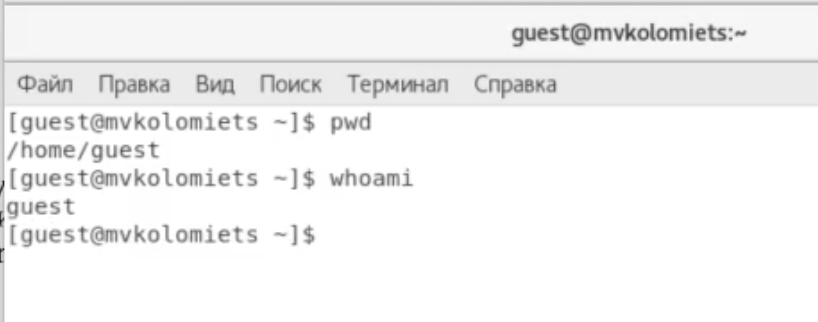 guest@mvkolomiets:~
Файл Правка Вид Поиск Терминал Справка
[guest@mvkolomiets ~]$ pwd
/home/guest
[guest@mvkolomiets ~]$ whoami
guest
[guest@mvkolomiets ~]$